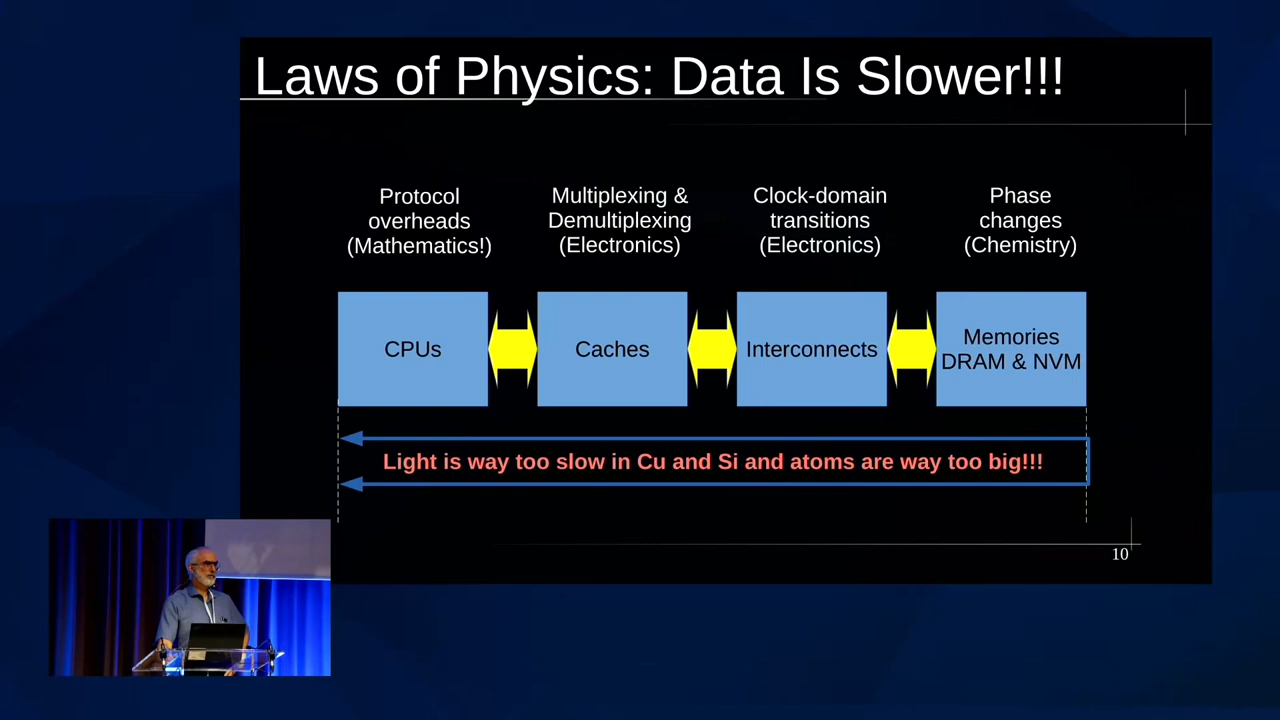 Laws of Physics: Data Is Slower!!!
Protocol
overheads
(Mathematics!)
Multiplexing &
Demultiplexing
(Electronics)
Clock-domain
transitions
(Electronics)
Phase
changes
(Chemistry)
CPUs
Caches
Interconnects
Memories
DRAM & NVM
Light is way too slow in Cu and Si and atoms are way too big!!!
10